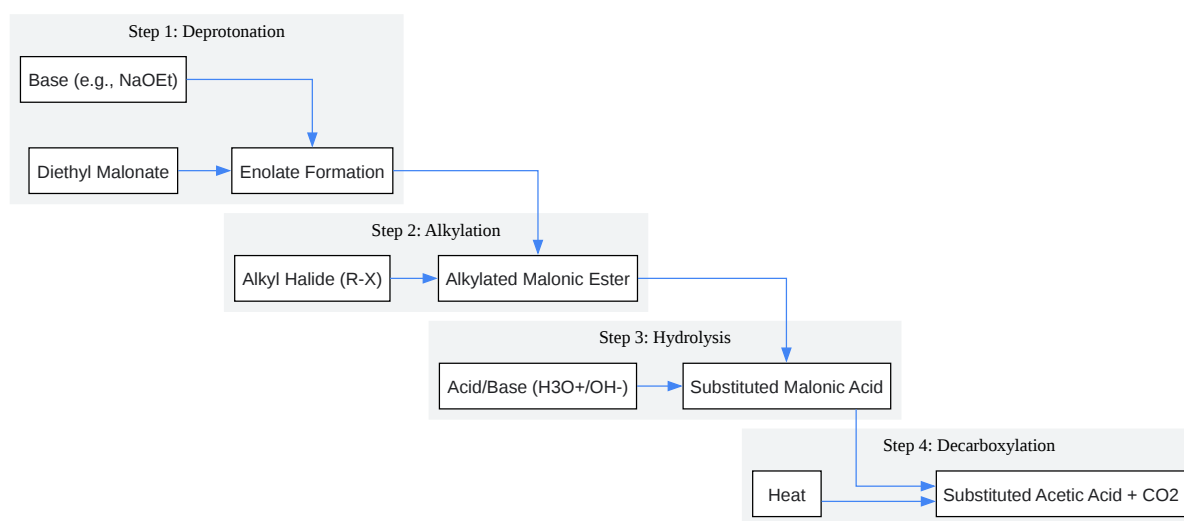 Step 1: Deprotonation
Base (e.g., NaOEt)
Diethyl Malonate
Enolate Formation
Step 2: Alkylation
Alkyl Halide (R-X)
Alkylated Malonic Ester
Step 3: Hydrolysis
Acid/Base (H3O+/OH-)
Substituted Malonic Acid
Step 4: Decarboxylation
Heat
Substituted Acetic Acid + CO2